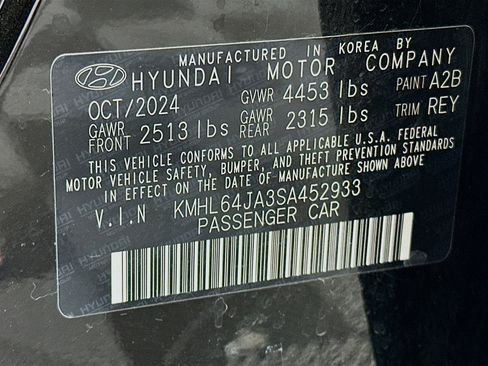 MANUFACTURED IN KOREA BY
HYUNDAI MOTOR COMPANY
OCT/2024 GVWR 4453 lbs PAINT A2B
GAWR FRONT 2513 lbs GAWR REAR 2315 lbs TRIM REY
THIS VEHICLE CONFORMS TO ALL APPLICABLE U.S.A. FEDERAL
MOTOR VEHICLE SAFETY, BUMPER, AND THEFT PREVENTION STANDARDS
IN EFFECT ON THE DATE OF MANUFACTURE SHOWN ABOVE.
V.I.N KMHL64JA3SA452933
PASSENGER CAR